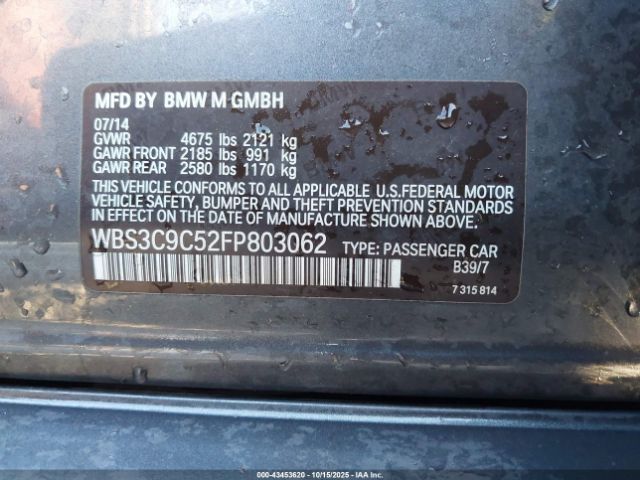 MFD BY BMW M GMBH
07/14
GVWR 4675 lbs 2121 kg
GAWR FRONT 2185 lbs 991 kg
GAWR REAR 2580 lbs 1170 kg
THIS VEHICLE CONFORMS TO ALL APPLICABLE U.S.FEDERAL MOTOR
VEHICLE SAFETY, BUMPER AND THEFT PREVENTION STANDARDS
IN EFFECT ON THE DATE OF MANUFACTURE SHOWN ABOVE.
WBS3C9C52FP803062 TYPE: PASSENGER CAR
B39/7
7 315 814
000-43453620 | 10/15/2025 - IAAI.COM